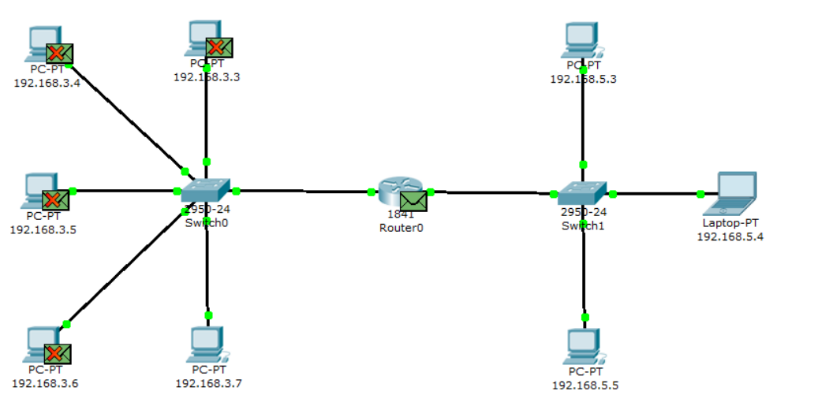 PC-PT
192.168.3.4
PC-PT
192.168.3.3
PC-PT
192.168.5.3
PC-PT
192.168.3.5
2950-24
Switch0
1841
Router0
2950-24
Switch1
Laptop-PT
192.168.5.4
PC-PT
192.168.3.6
PC-PT
192.168.3.7
PC-PT
192.168.5.5